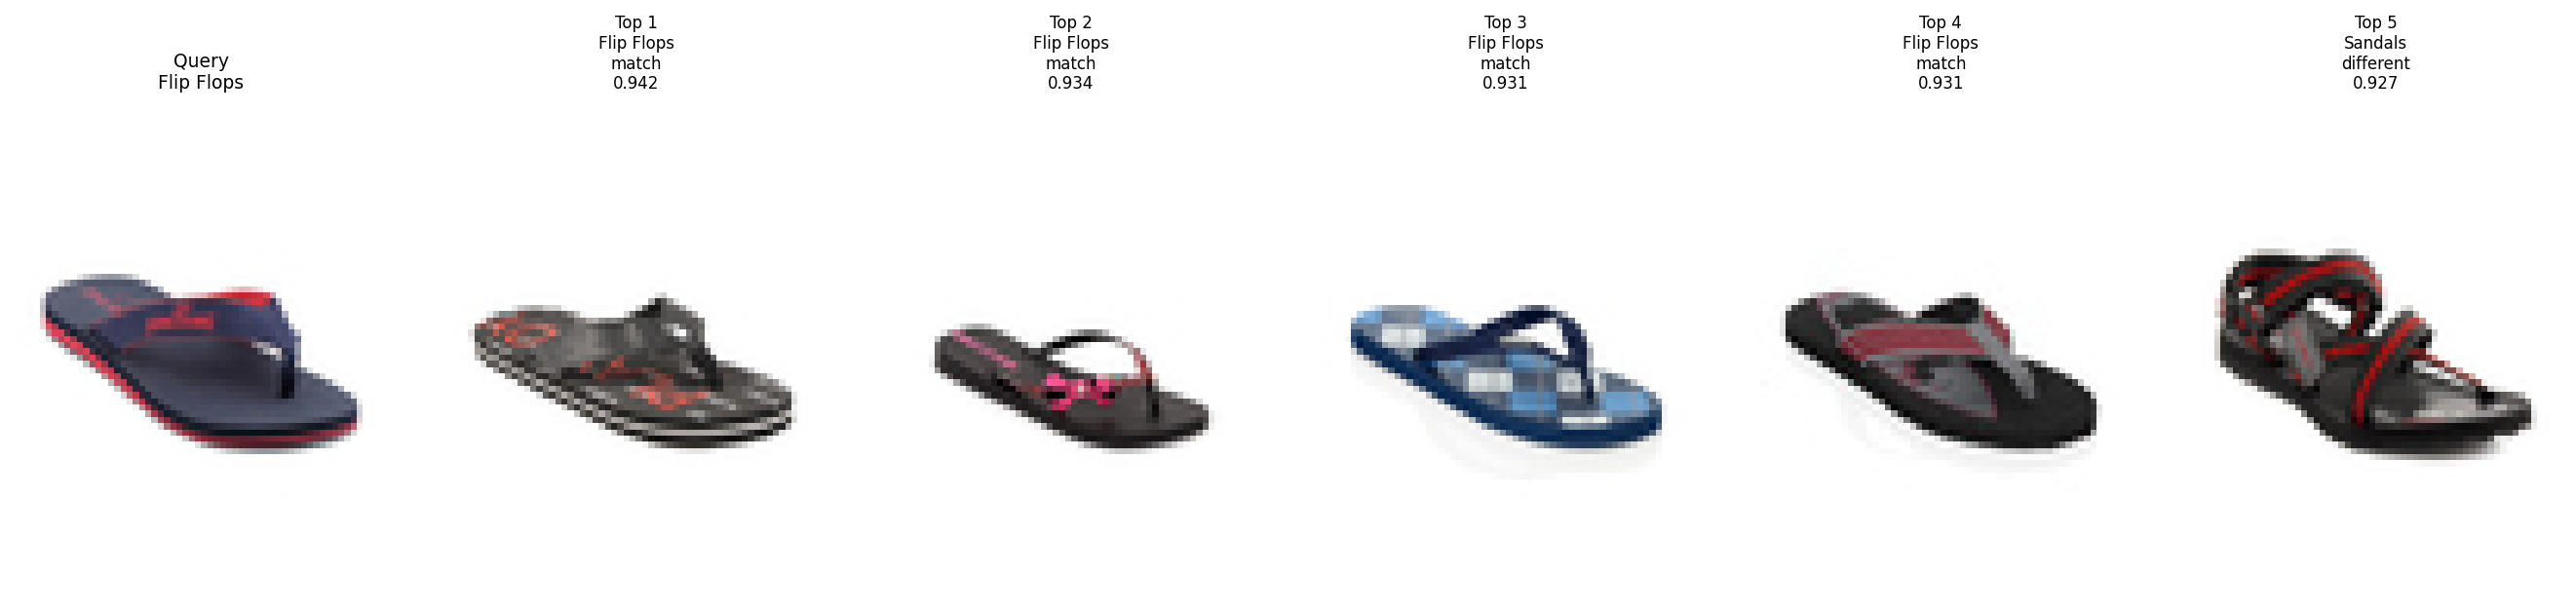 Query
Flip Flops
Top 1
Flip Flops
match
0.942
Top 2
Flip Flops
match
0.934
Top 3
Flip Flops
match
0.931
Top 4
Flip Flops
match
0.931
Top 5
Sandals
different
0.927